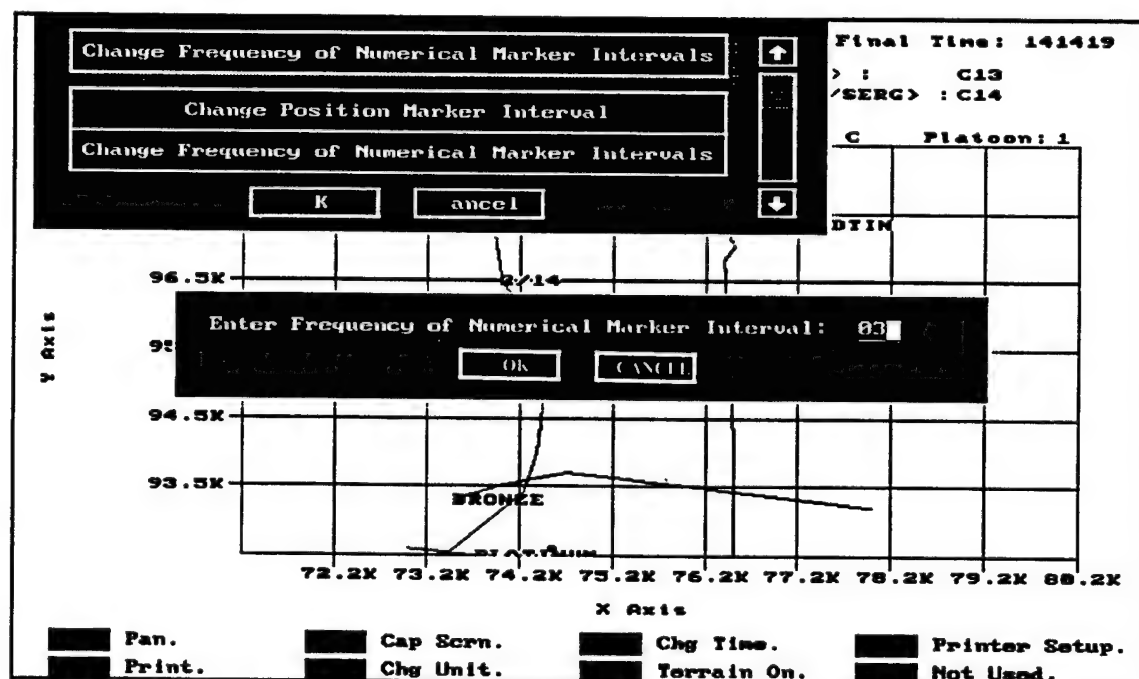 Change Frequency of Numerical Marker Intervals
Change Position Marker Interval
Change Frequency of Numerical Marker Intervals
K ancel
Final Time: 141419
> : C13
/SERG> : C14
C Platoon: 1
DTIN
96.5K
2/14
Enter Frequency of Numerical Marker Interval: 03
Ok CANCEL
95
Y Axis
94.5K
93.5K
BRONZE
PLATINUM
72.2K 73.2K 74.2K 75.2K 76.2K 77.2K 78.2K 79.2K 80.2K
X Axis
Pan. Cap Scrn. Chg Time. Printer Setup.
Print. Chg Unit. Terrain On. Not Used.